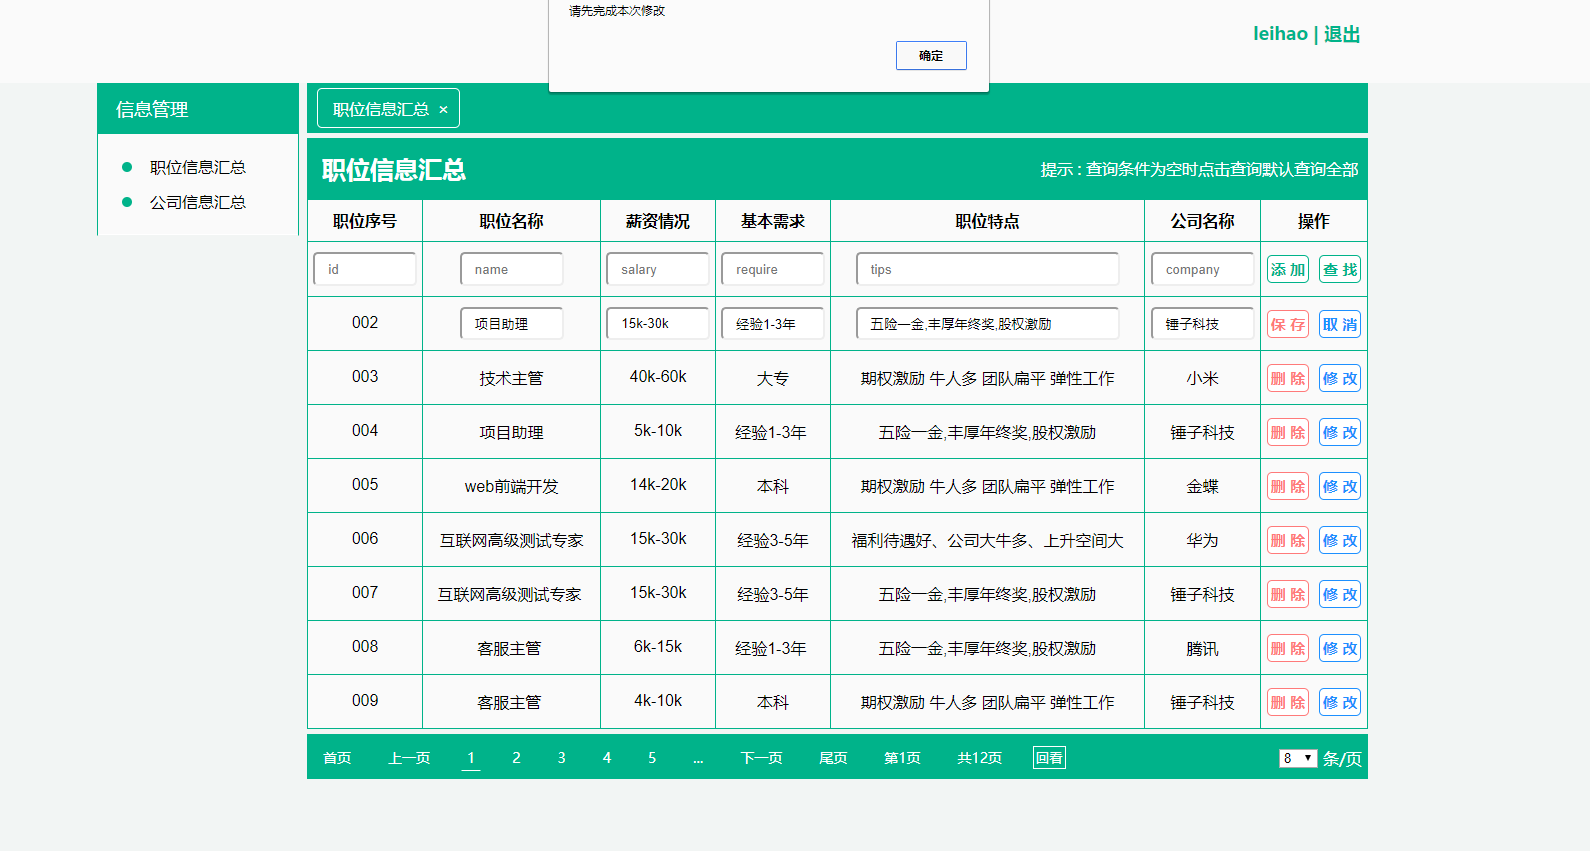 请先完成本次修改
确定
leihao | 退出
信息管理
职位信息汇总
公司信息汇总
职位信息汇总 ×
职位信息汇总
提示 : 查询条件为空时点击查询默认查询全部
职位序号 职位名称 薪资情况 基本需求 职位特点 公司名称 操作
id name salary require tips company 添 加 查 找
002 项目助理 15k-30k 经验1-3年 五险一金,丰厚年终奖,股权激励 锤子科技 保 存 取 消
003 技术主管 40k-60k 大专 期权激励 牛人多 团队扁平 弹性工作 小米 删 除 修 改
004 项目助理 5k-10k 经验1-3年 五险一金,丰厚年终奖,股权激励 锤子科技 删 除 修 改
005 web前端开发 14k-20k 本科 期权激励 牛人多 团队扁平 弹性工作 金蝶 删 除 修 改
006 互联网高级测试专家 15k-30k 经验3-5年 福利待遇好、公司大牛多、上升空间大 华为 删 除 修 改
007 互联网高级测试专家 15k-30k 经验3-5年 五险一金,丰厚年终奖,股权激励 锤子科技 删 除 修 改
008 客服主管 6k-15k 经验1-3年 五险一金,丰厚年终奖,股权激励 腾讯 删 除 修 改
009 客服主管 4k-10k 本科 期权激励 牛人多 团队扁平 弹性工作 锤子科技 删 除 修 改
首页 上一页 1 2 3 4 5 ... 下一页 尾页 第1页 共12页 回看 8 条/页